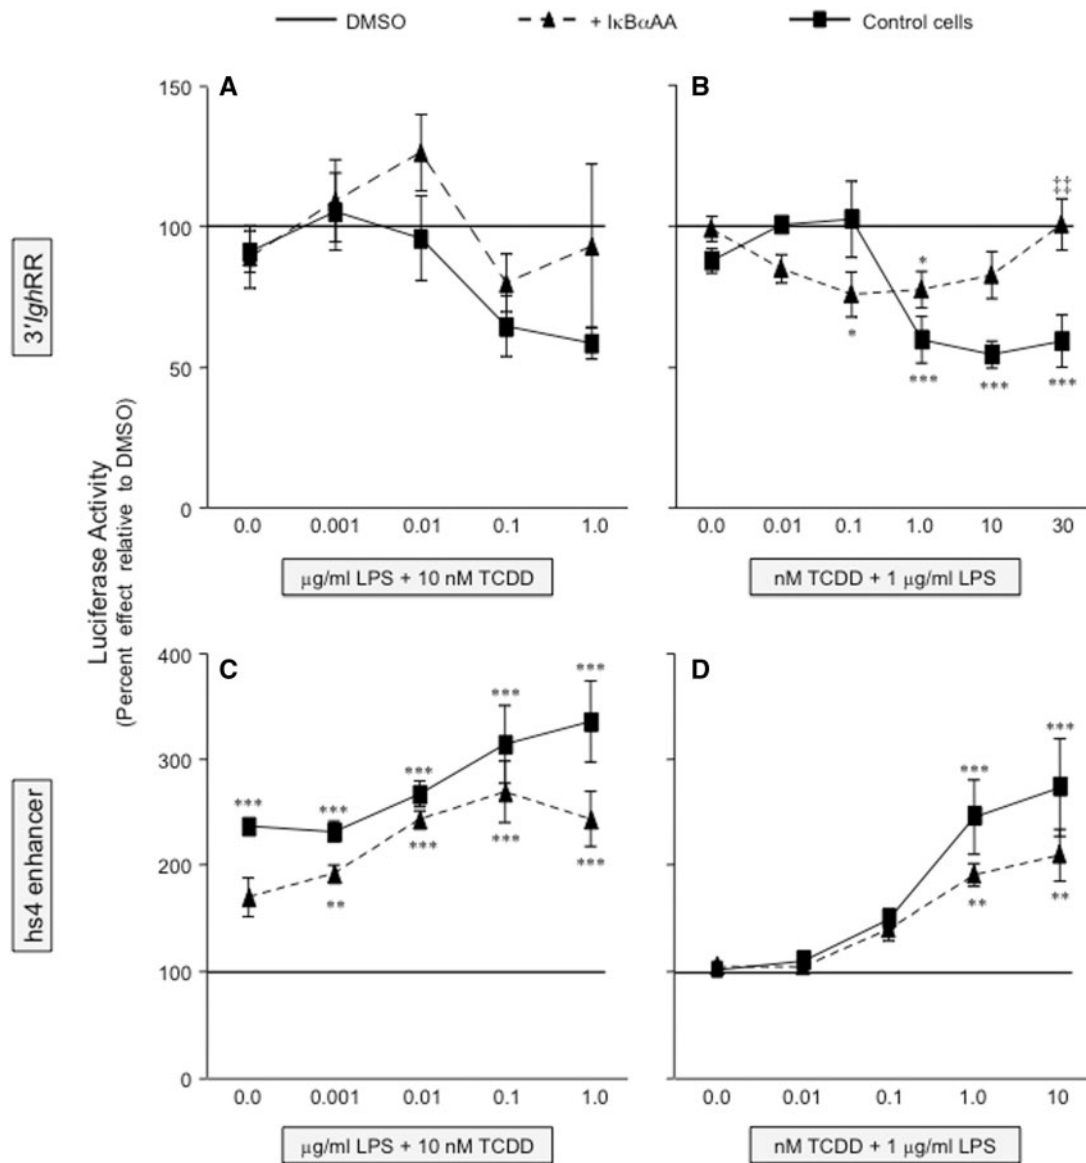 DMSO + IκBαAA Control cells
A B
150
100
50
0
‡‡
‡‡
*
*
*** *** ***
3'IghRR
0.0 0.001 0.01 0.1 1.0 0.0 0.01 0.1 1.0 10 30
μg/ml LPS + 10 nM TCDD nM TCDD + 1 μg/ml LPS
Luciferase Activity
(Percent effect relative to DMSO)
C D
400
300
200
100
0
*** *** *** *** ***
** *** *** ***
*** ***
** **
hs4 enhancer
0.0 0.001 0.01 0.1 1.0 0.0 0.01 0.1 1.0 10
μg/ml LPS + 10 nM TCDD nM TCDD + 1 μg/ml LPS